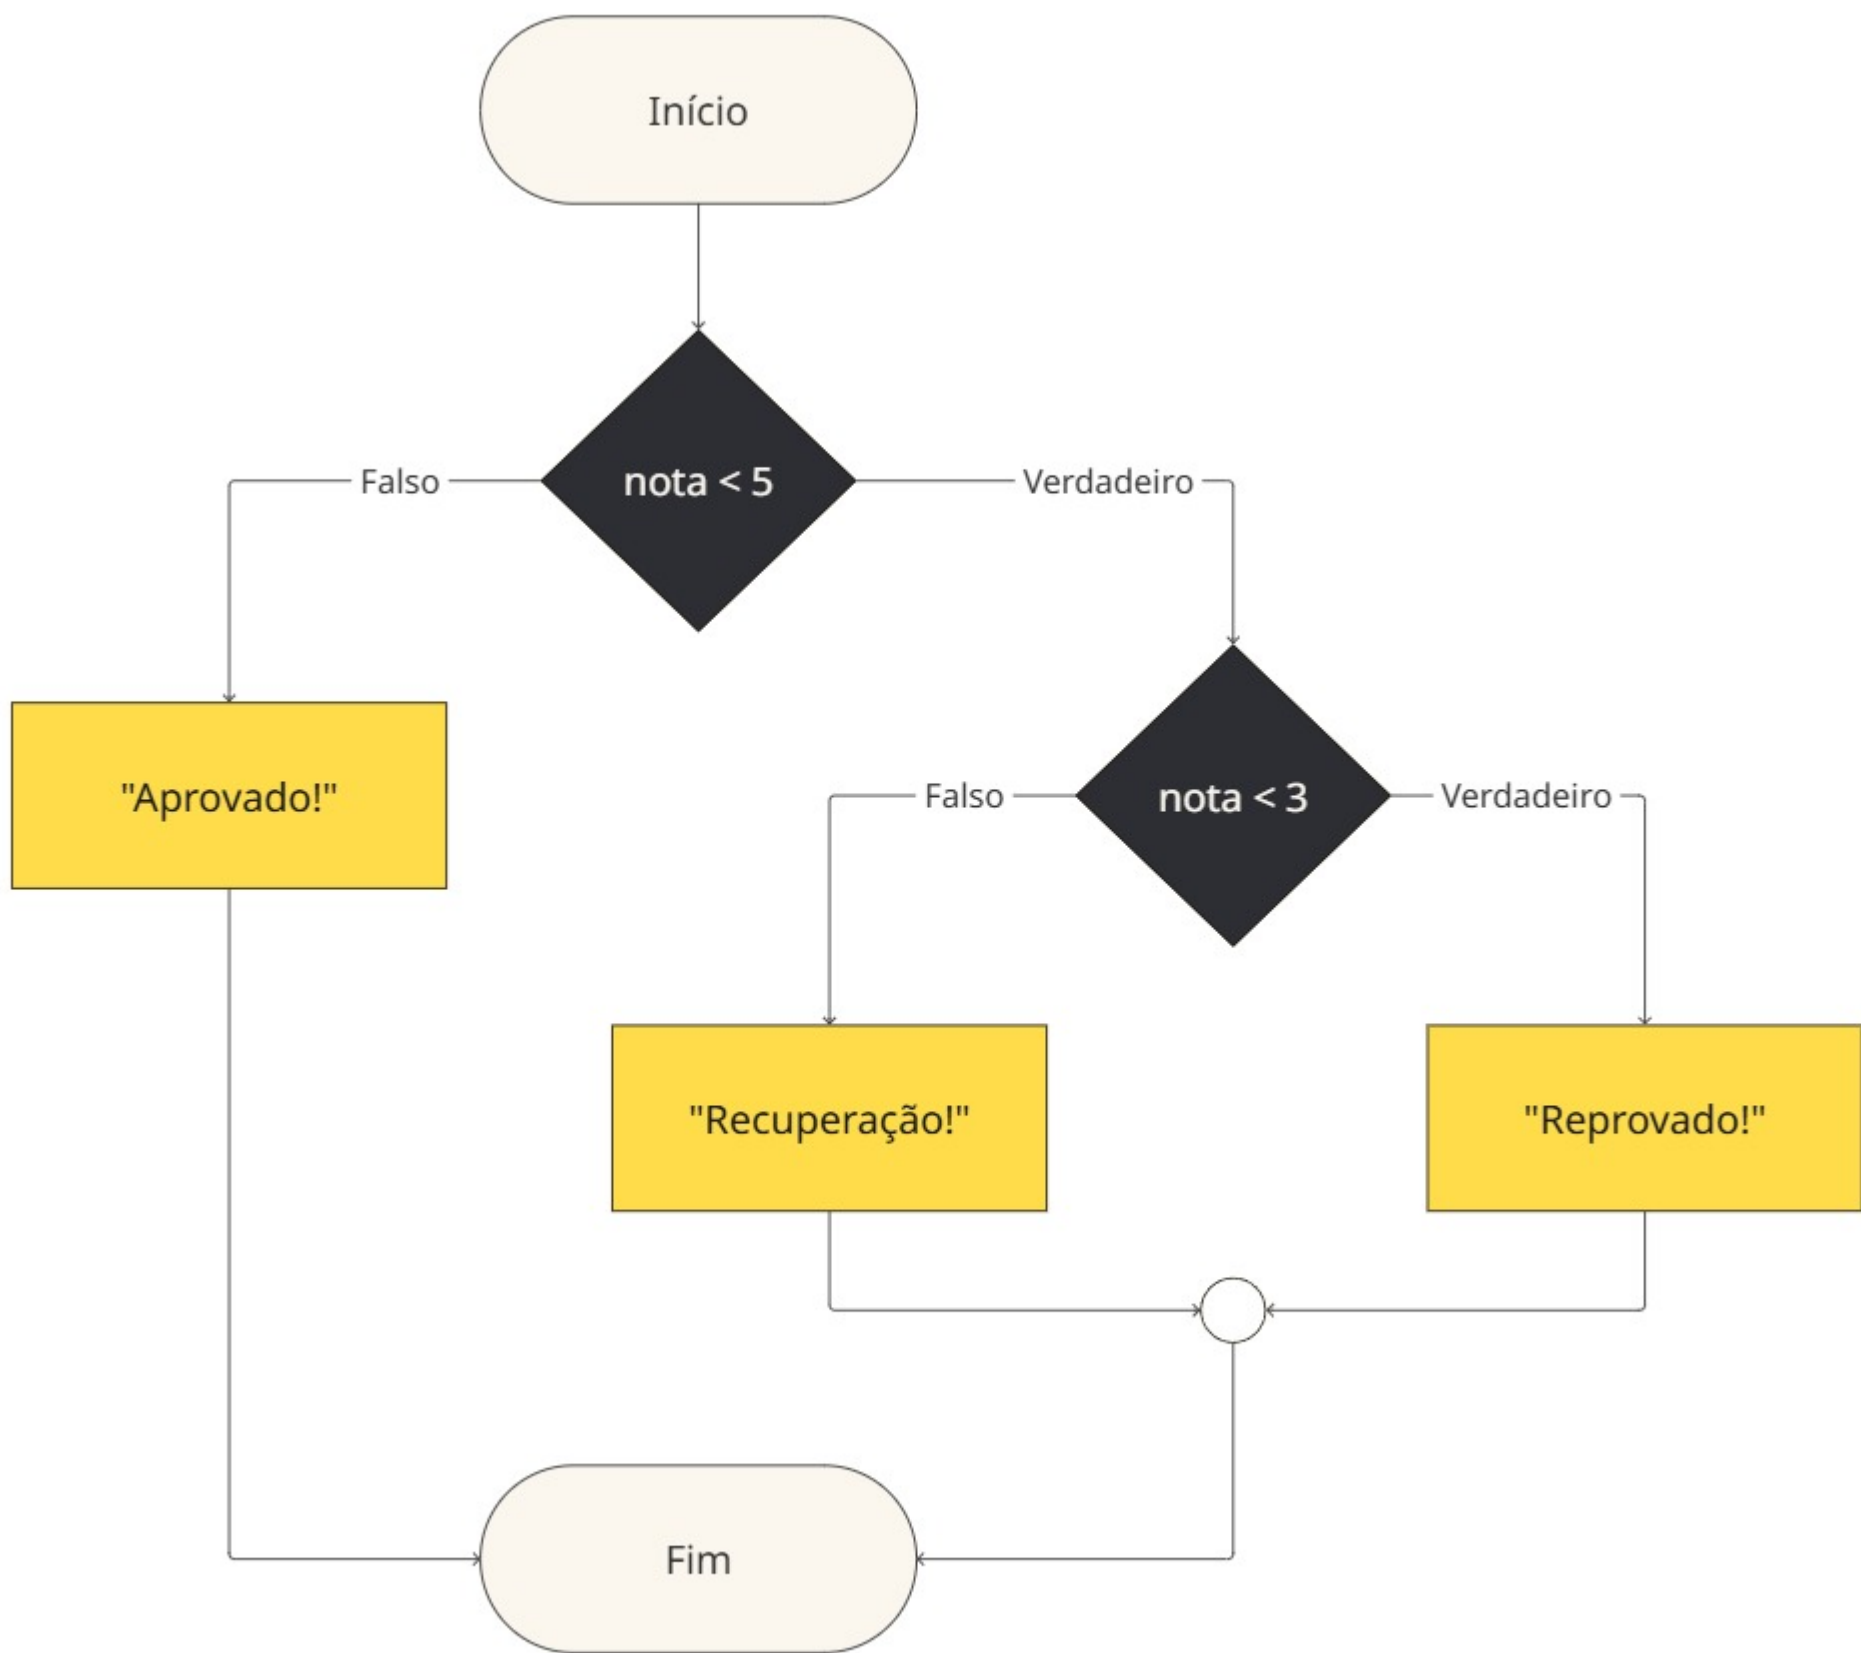 Início
nota < 5
Falso
Verdadeiro
"Aprovado!"
nota < 3
Falso
Verdadeiro
"Recuperação!"
"Reprovado!"
Fim